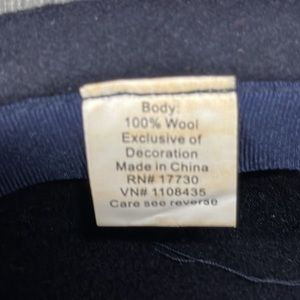 Body:
100% Wool
Exclusive of
Decoration
Made in China
RN# 17730
VN# 1108435
Care see reverse